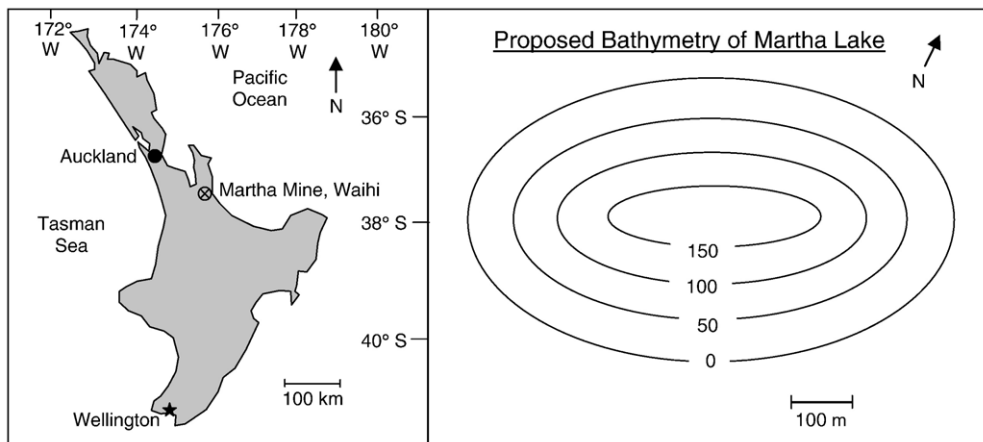 172° 174° 176° 178° 180°
W W W W W
Pacific
Ocean
N
36° S
Auckland
Martha Mine, Waihi
Tasman
Sea
38° S
40° S
100 km
Wellington
Proposed Bathymetry of Martha Lake
N
150
100
50
0
100 m